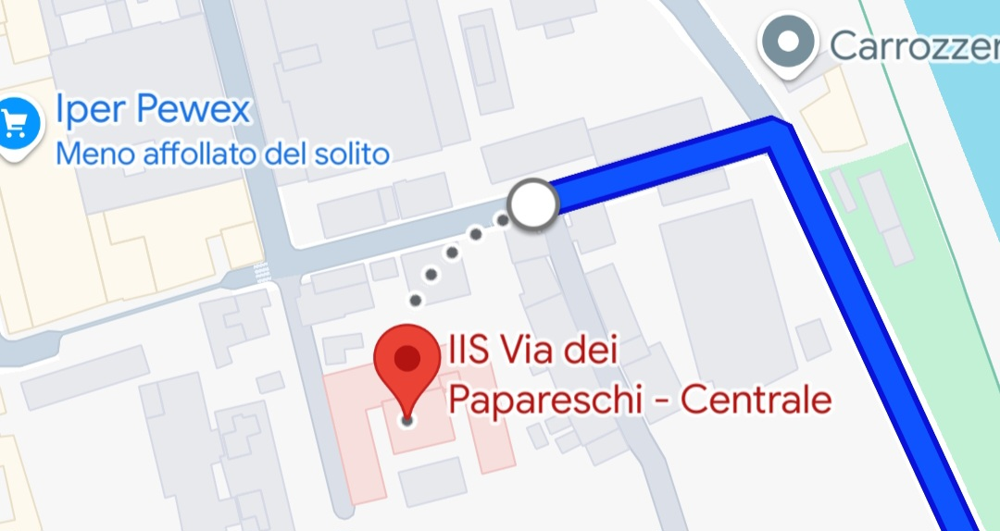 Carrozzer
Iper Pewex
Meno affollato del solito
IIS Via dei
Papareschi - Centrale